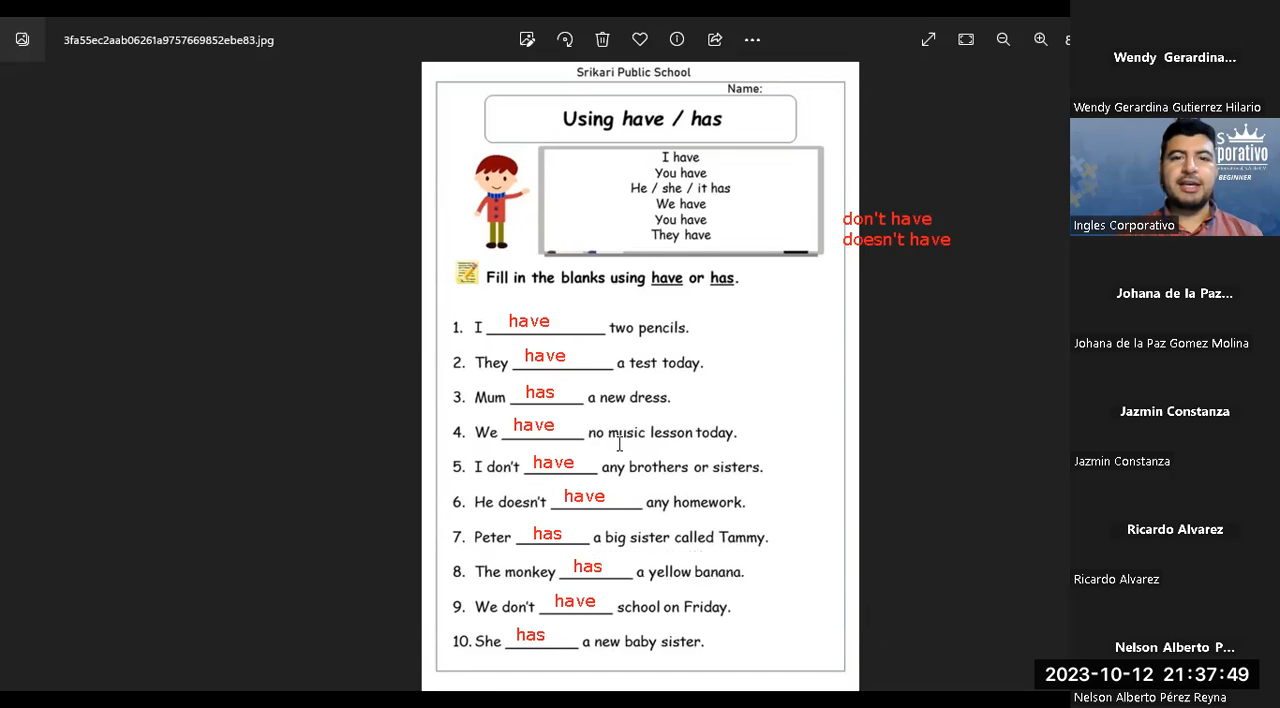 3fa55ec2aab06261a9757669852ebe83.jpg
Srikari Public School
Name:
Using have / has
I have
You have
He / she / it has
We have
You have
They have
don't have
doesn't have
Fill in the blanks using have or has.
1. I have two pencils.
2. They have a test today.
3. Mum has a new dress.
4. We have no music lesson today.
5. I don't have any brothers or sisters.
6. He doesn't have any homework.
7. Peter has a big sister called Tammy.
8. The monkey has a yellow banana.
9. We don't have school on Friday.
10. She has a new baby sister.
Wendy Gerardina...
Wendy Gerardina Gutierrez Hilario
porativo
BEGINNER
Ingles Corporativo
Johana de la Paz...
Johana de la Paz Gomez Molina
Jazmin Constanza
Jazmin Constanza
Ricardo Alvarez
Ricardo Alvarez
Nelson Alberto P...
2023-10-12 21:37:49
Nelson Alberto Pérez Reyna